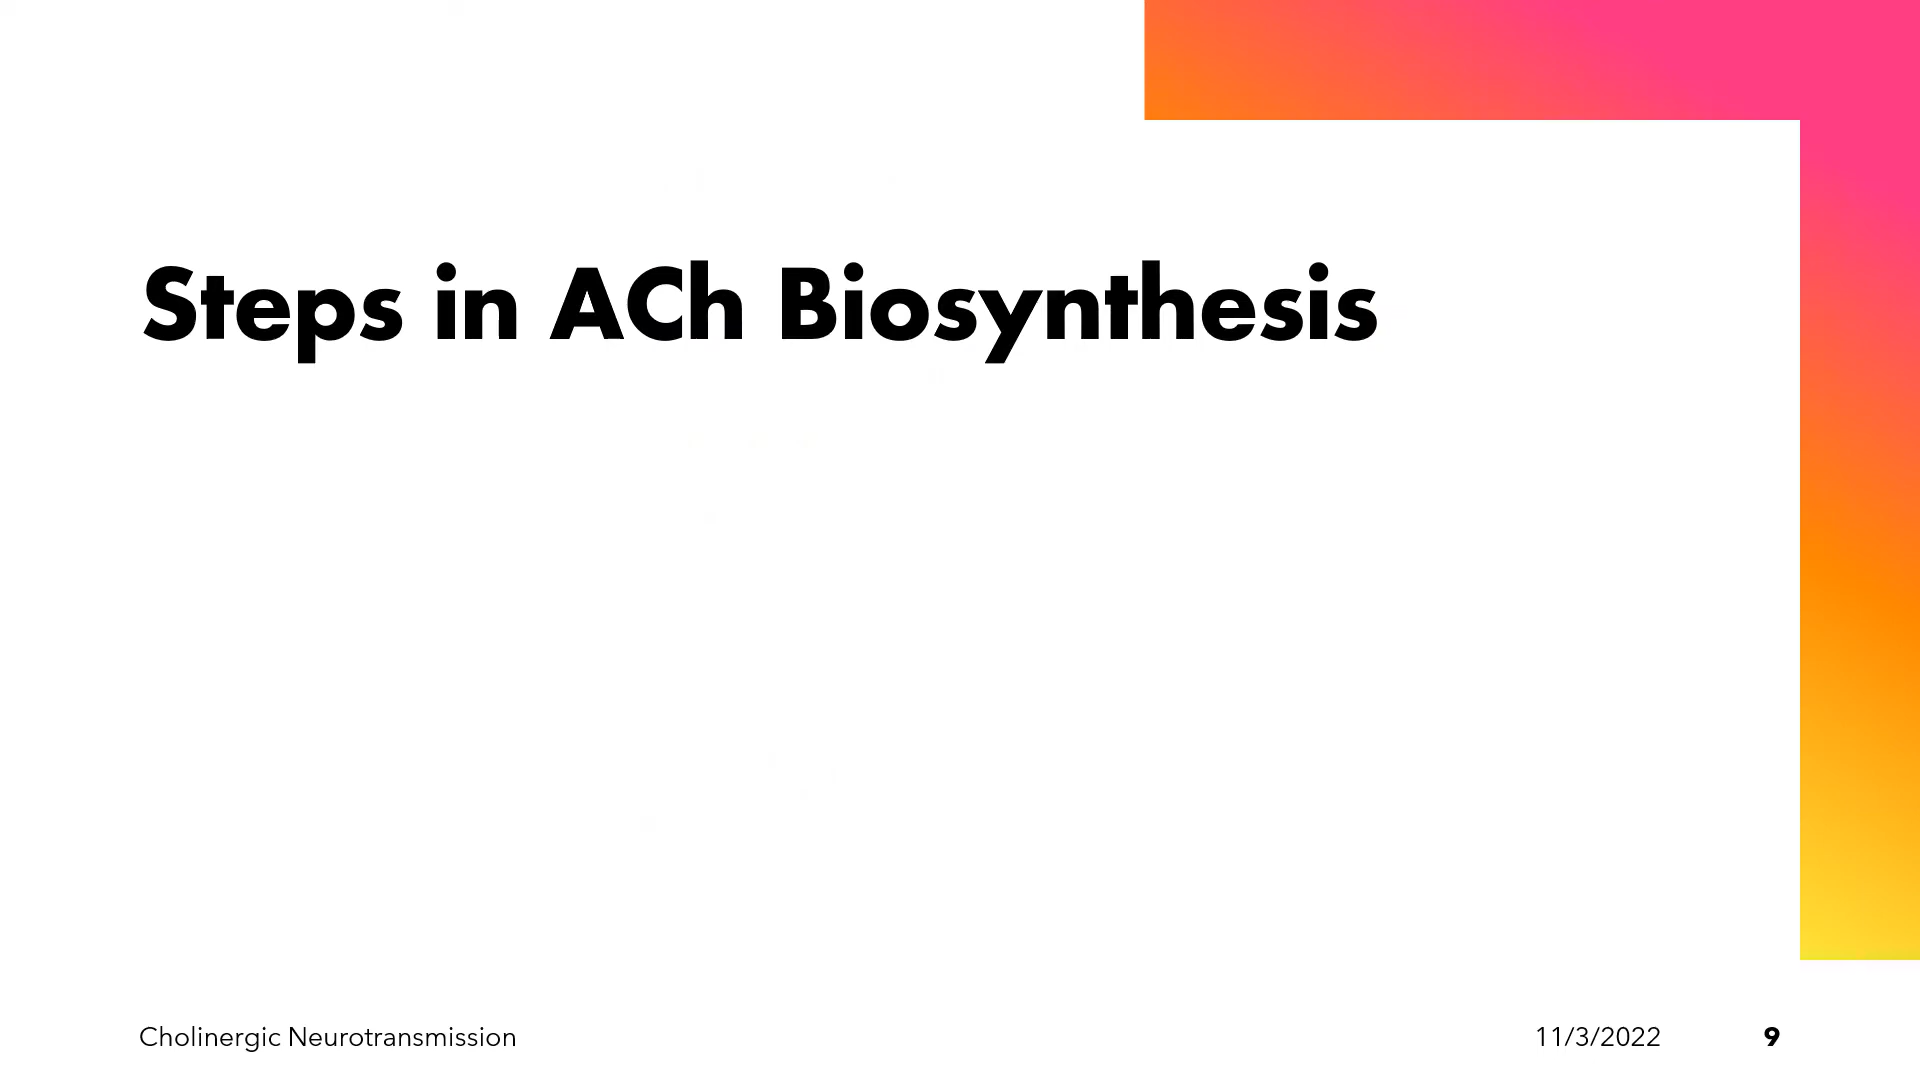 Steps in ACh Biosynthesis
Cholinergic Neurotransmission
11/3/2022
9